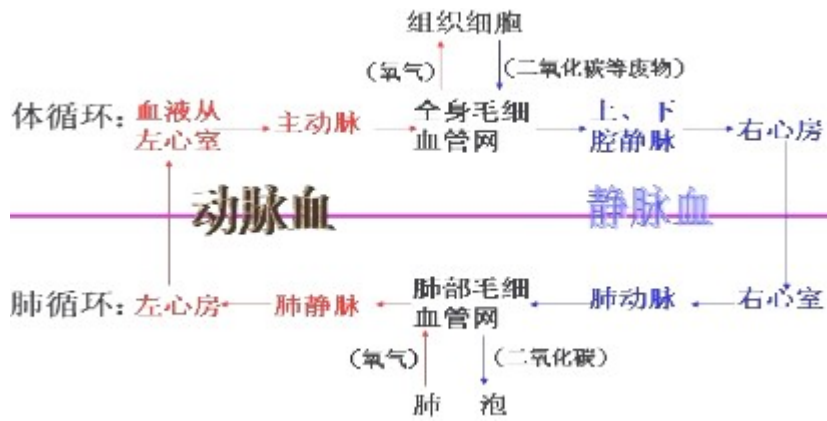 组织细胞
(氧气) (二氧化碳等废物)
体循环: 血液从 主动脉 全身毛细 上、下 右心房
左心室 血管网 腔静脉
动脉血 静脉血
肺循环: 左心房 肺静脉 肺部毛细 肺动脉 右心室
血管网
(氧气) (二氧化碳)
肺 泡